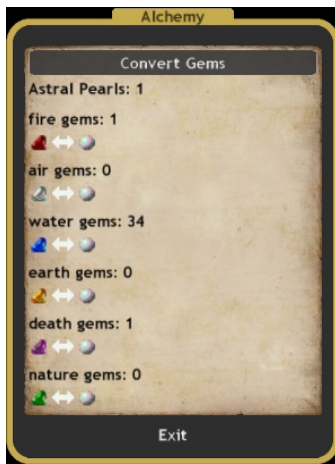 Alchemy
Convert Gems
Astral Pearls: 1
fire gems: 1
air gems: 0
water gems: 34
earth gems: 0
death gems: 1
nature gems: 0
Exit